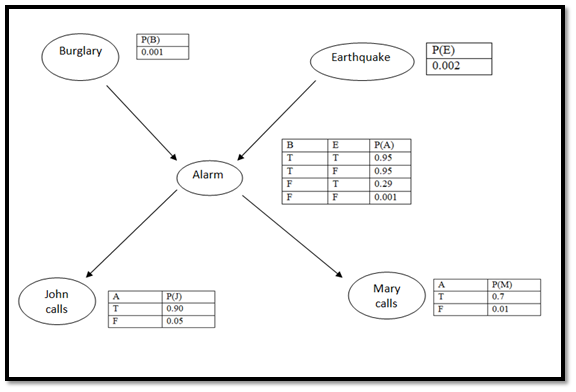 Burglary
P(B)
0.001
Earthquake
P(E)
0.002
Alarm
B E P(A)
T T 0.95
T F 0.95
F T 0.29
F F 0.001
John
calls
A P(J)
T 0.90
F 0.05
Mary
calls
A P(M)
T 0.7
F 0.01